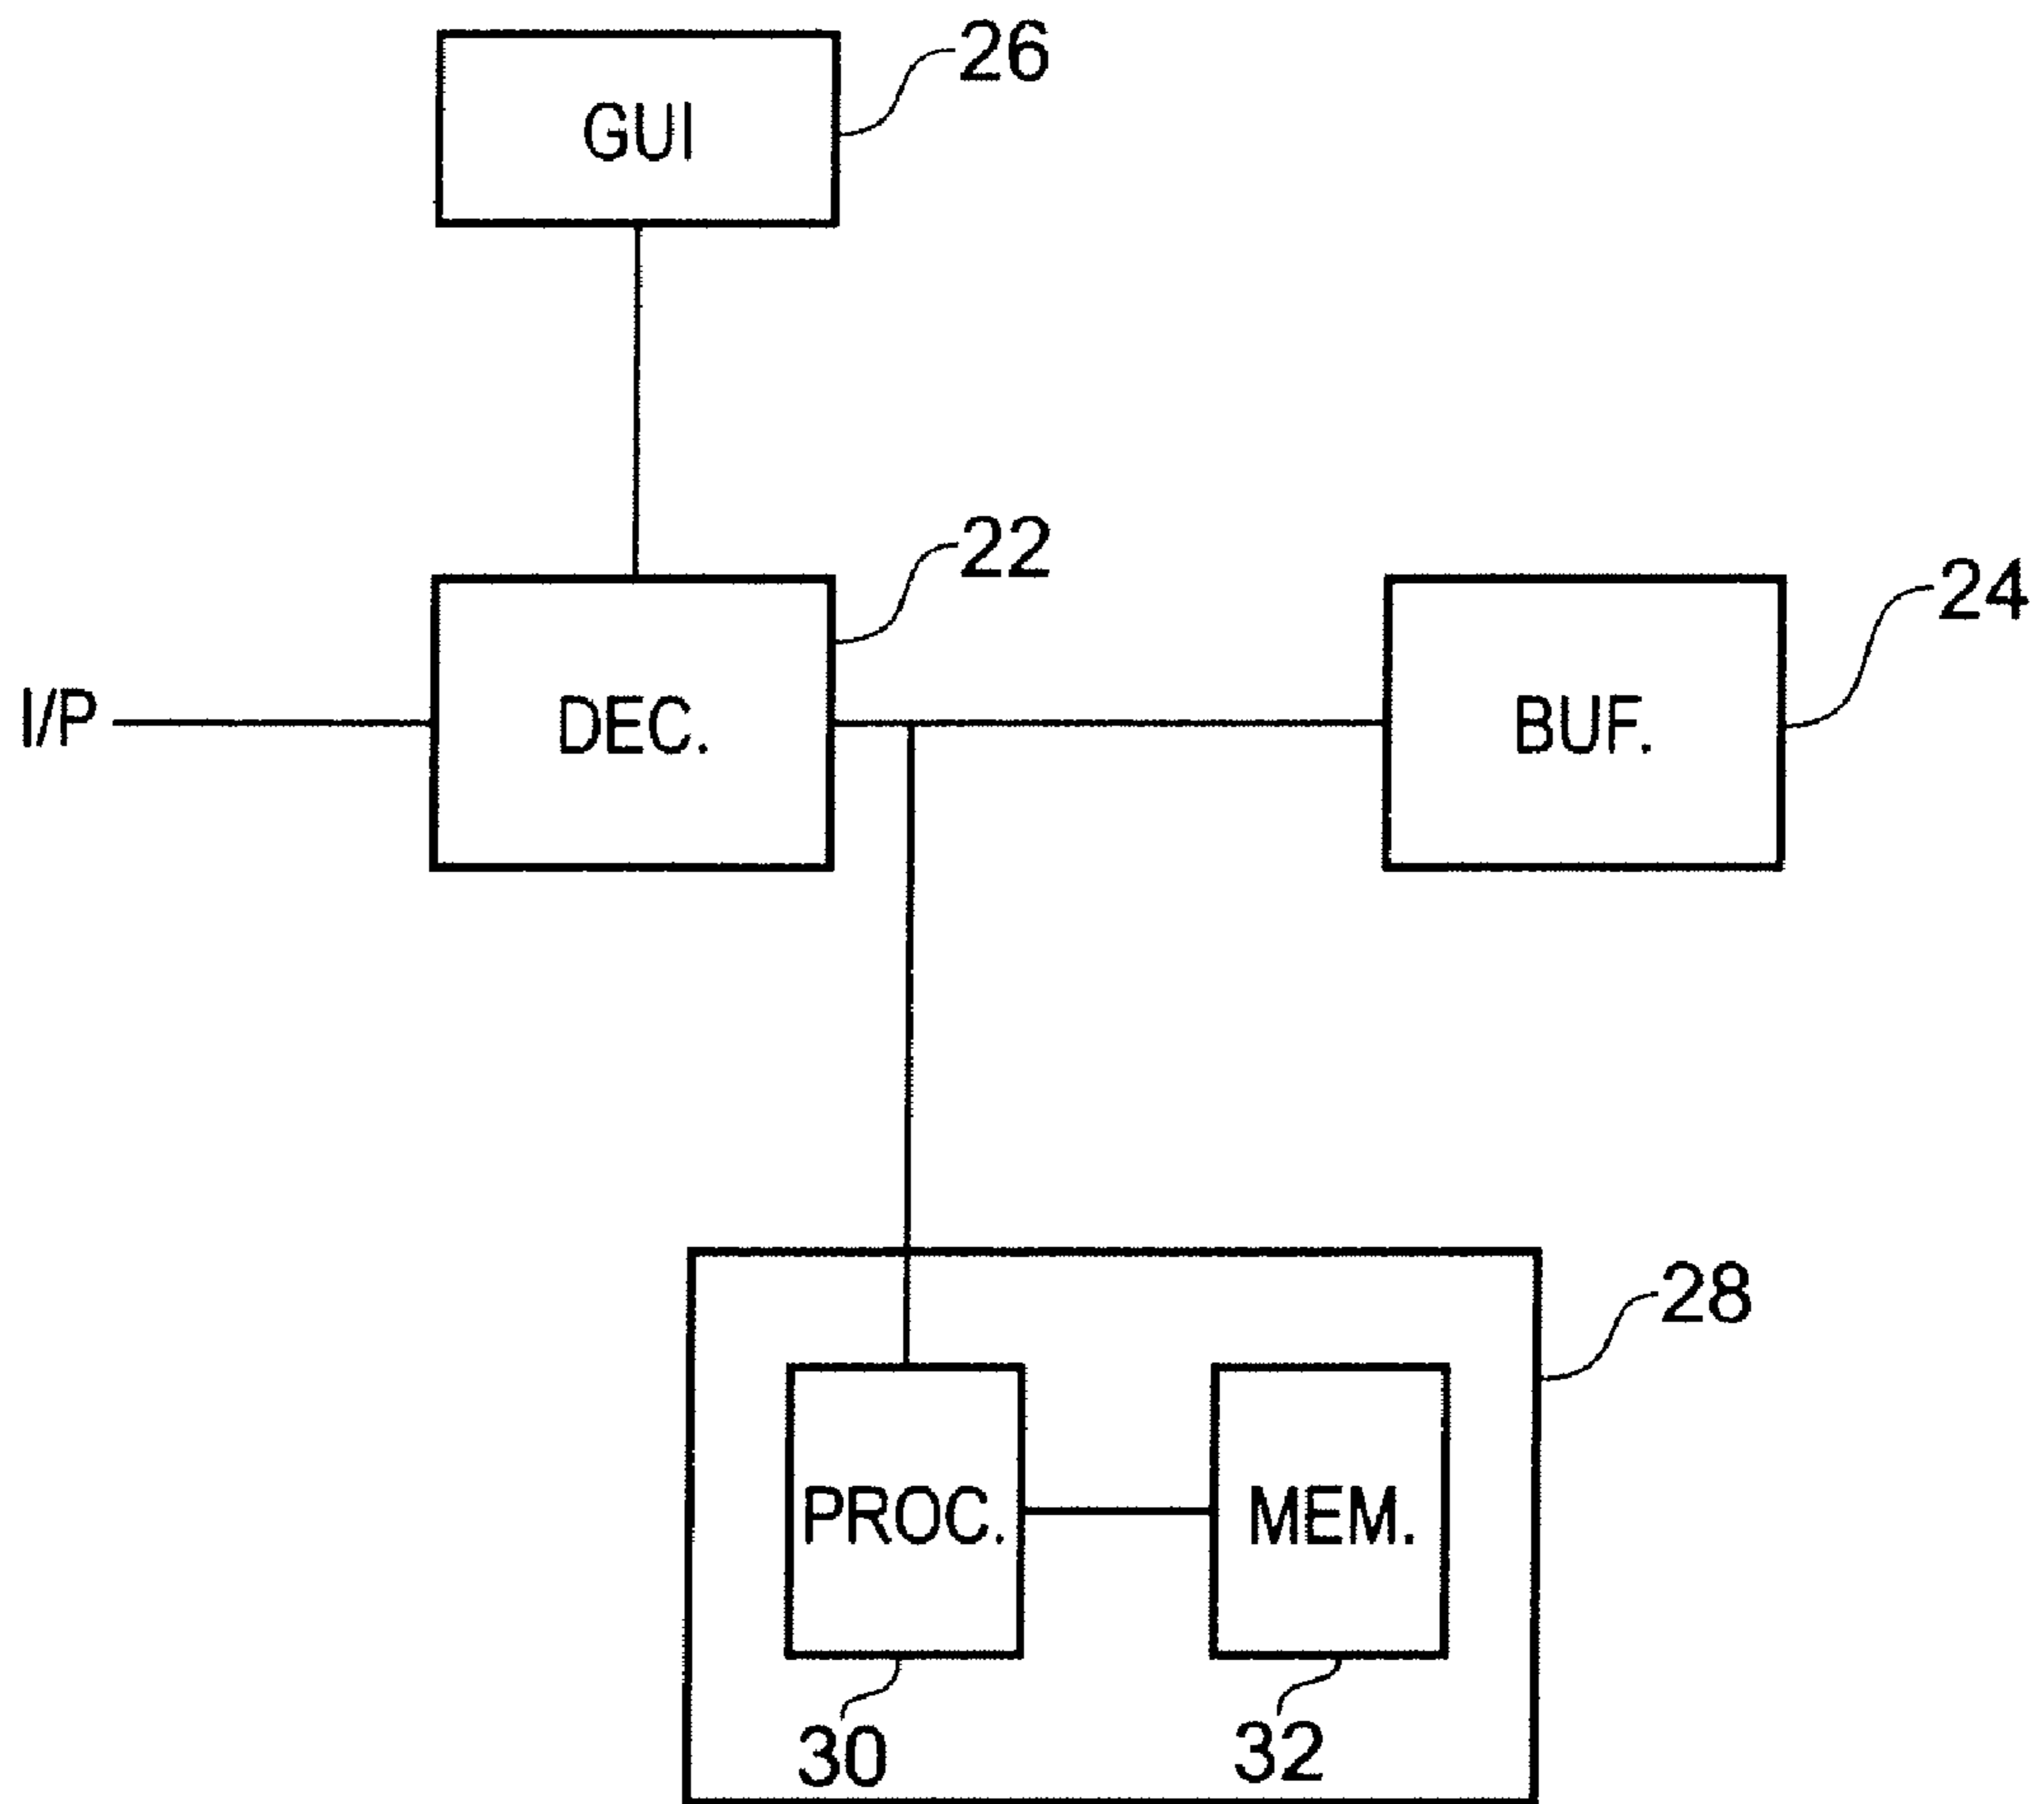 26
GUI
22
24
I/P
DEC.
BUF.
28
PROC.
MEM.
30
32